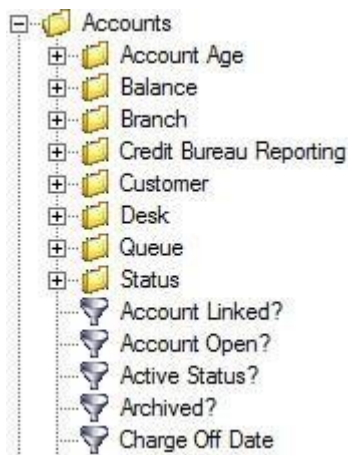 Accounts
Account Age
Balance
Branch
Credit Bureau Reporting
Customer
Desk
Queue
Status
Account Linked?
Account Open?
Active Status?
Archived?
Charge Off Date